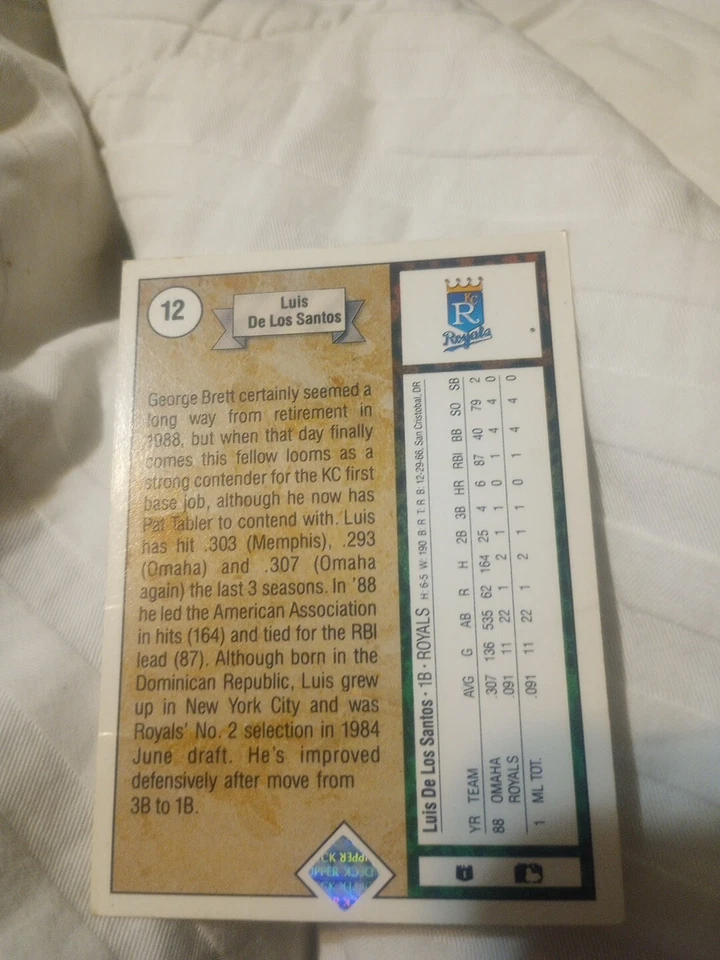 12
Luis
De Los Santos
George Brett certainly seemed a
long way from retirement in
1988, but when that day finally
comes this fellow looms as a
strong contender for the KC first
base job, although he now has
Pat Tabler to contend with. Luis
has hit .303 (Memphis), .293
(Omaha) and .307 (Omaha
again) the last 3 seasons. In '88
he led the American Association
in hits (164) and tied for the RBI
lead (87). Although born in the
Dominican Republic, Luis grew
up in New York City and was
Royals' No. 2 selection in 1984
June draft. He's improved
defensively after move from
3B to 1B.
KC
R
Royals
Luis De Los Santos · 1B · ROYALS H: 6-5 W: 190 B: R T: R B: 12-29-66, San Cristobal, DR
YR TEAM AVG G AB R H 2B 3B HR RBI BB SO SB
88 OMAHA .307 136 535 62 164 25 4 6 87 40 79 2
ROYALS .091 11 22 1 2 1 1 0 1 4 4 0
1 ML TOT. .091 11 22 1 2 1 1 0 1 4 4 0
UPPER DECK